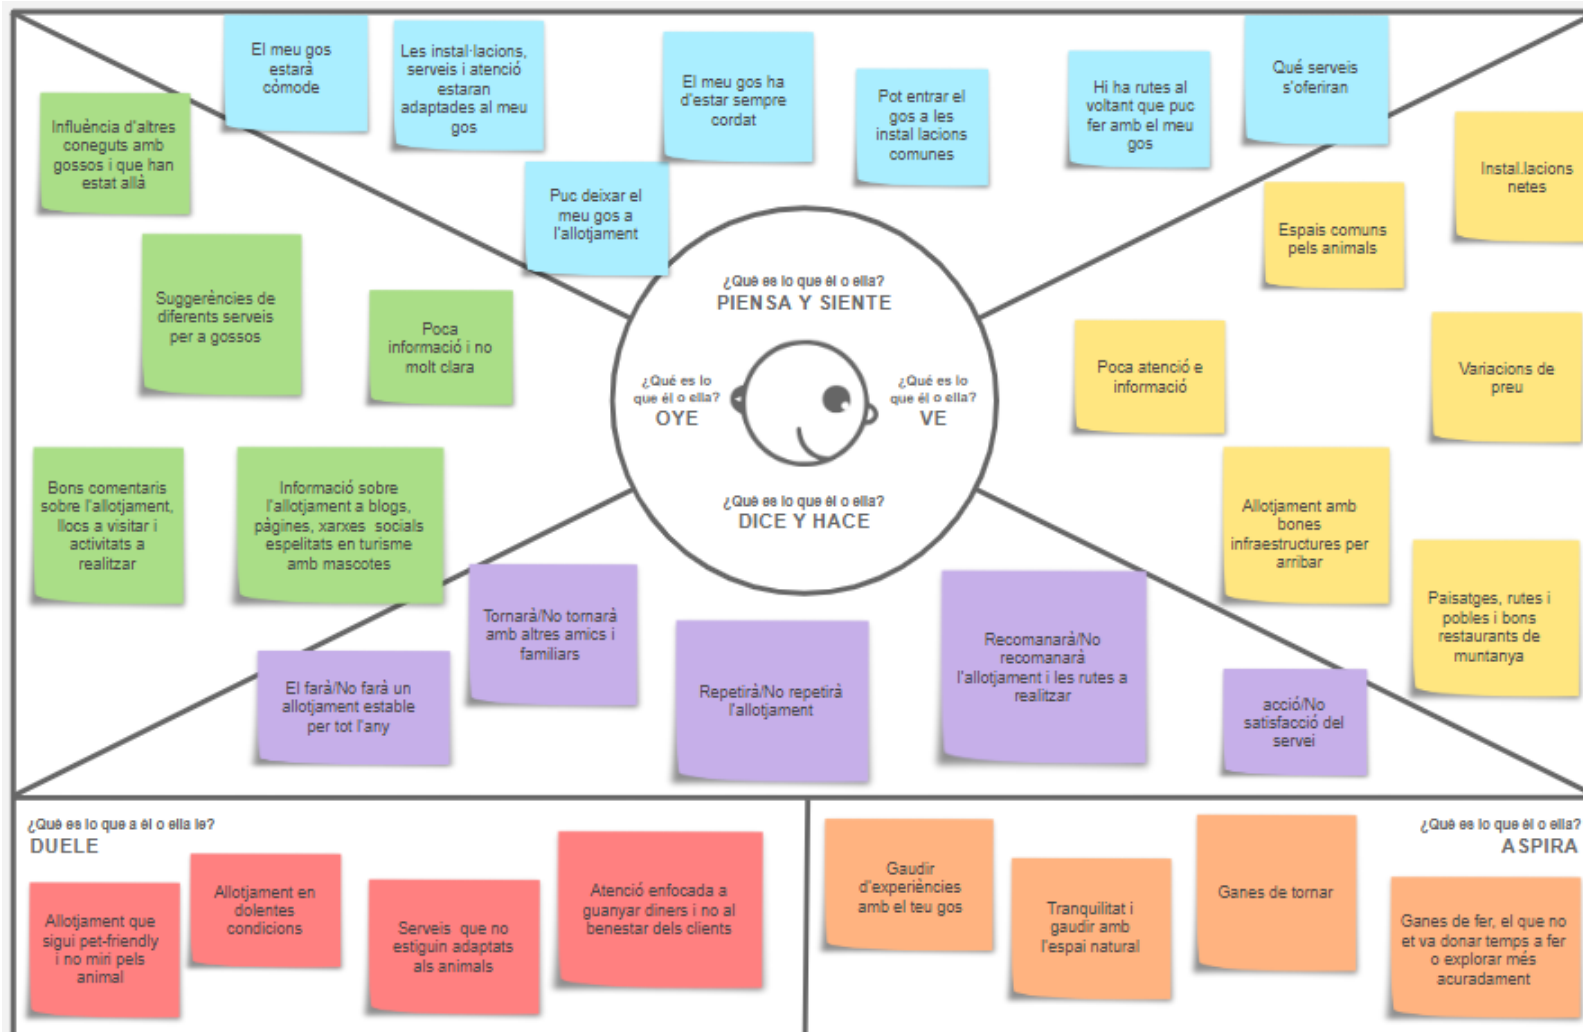 El meu gos
estarà
còmode
Les instal·lacions,
serveis i atenció
estaran
adaptades al meu
gos
El meu gos ha
d'estar sempre
cordat
Pot entrar el
gos a les
instal lacions
comunes
Hi ha rutes al
voltant que puc
fer amb el meu
gos
Qué serveis
s'oferiran
Puc deixar el
meu gos a
l'allotjament
Influència d'altres
coneguts amb
gossos i que han
estat allà
Suggerències de
diferents serveis
per a gossos
Poca
informació i no
molt clara
Bons comentaris
sobre l'allotjament,
llocs a visitar i
activitats a
realitzar
Informació sobre
l'allotjament a blogs,
pàgines, xarxes socials
espelitats en turisme
amb mascotes
¿Qué es lo que él o ella?
PIENSA Y SIENTE
¿Qué es lo
que él o ella?
OYE
¿Qué es lo
que él o ella?
VE
¿Qué es lo que él o ella?
DICE Y HACE
Instal.lacions
netes
Espais comuns
pels animals
Poca atenció e
informació
Variacions de
preu
Allotjament amb
bones
infraestructures per
arribar
Paisatges, rutes i
pobles i bons
restaurants de
muntanya
El farà/No farà un
allotjament estable
per tot l'any
Tornarà/No tornarà
amb altres amics i
familiars
Repetirà/No repetirà
l'allotjament
Recomanarà/No
recomanarà
l'allotjament i les rutes a
realitzar
acció/No
satisfacció del
servei
¿Qué es lo que a él o ella le?
DUELE
Allotjament que
sigui pet-friendly
i no miri pels
animal
Allotjament en
dolentes
condicions
Serveis que no
estiguin adaptats
als animals
Atenció enfocada a
guanyar diners i no al
benestar dels clients
¿Qué es lo que él o ella?
ASPIRA
Gaudir
d'experiències
amb el teu gos
Tranquilitat i
gaudir amb
l'espai natural
Ganes de tornar
Ganes de fer, el que no
et va donar temps a fer
o explorar més
acuradament